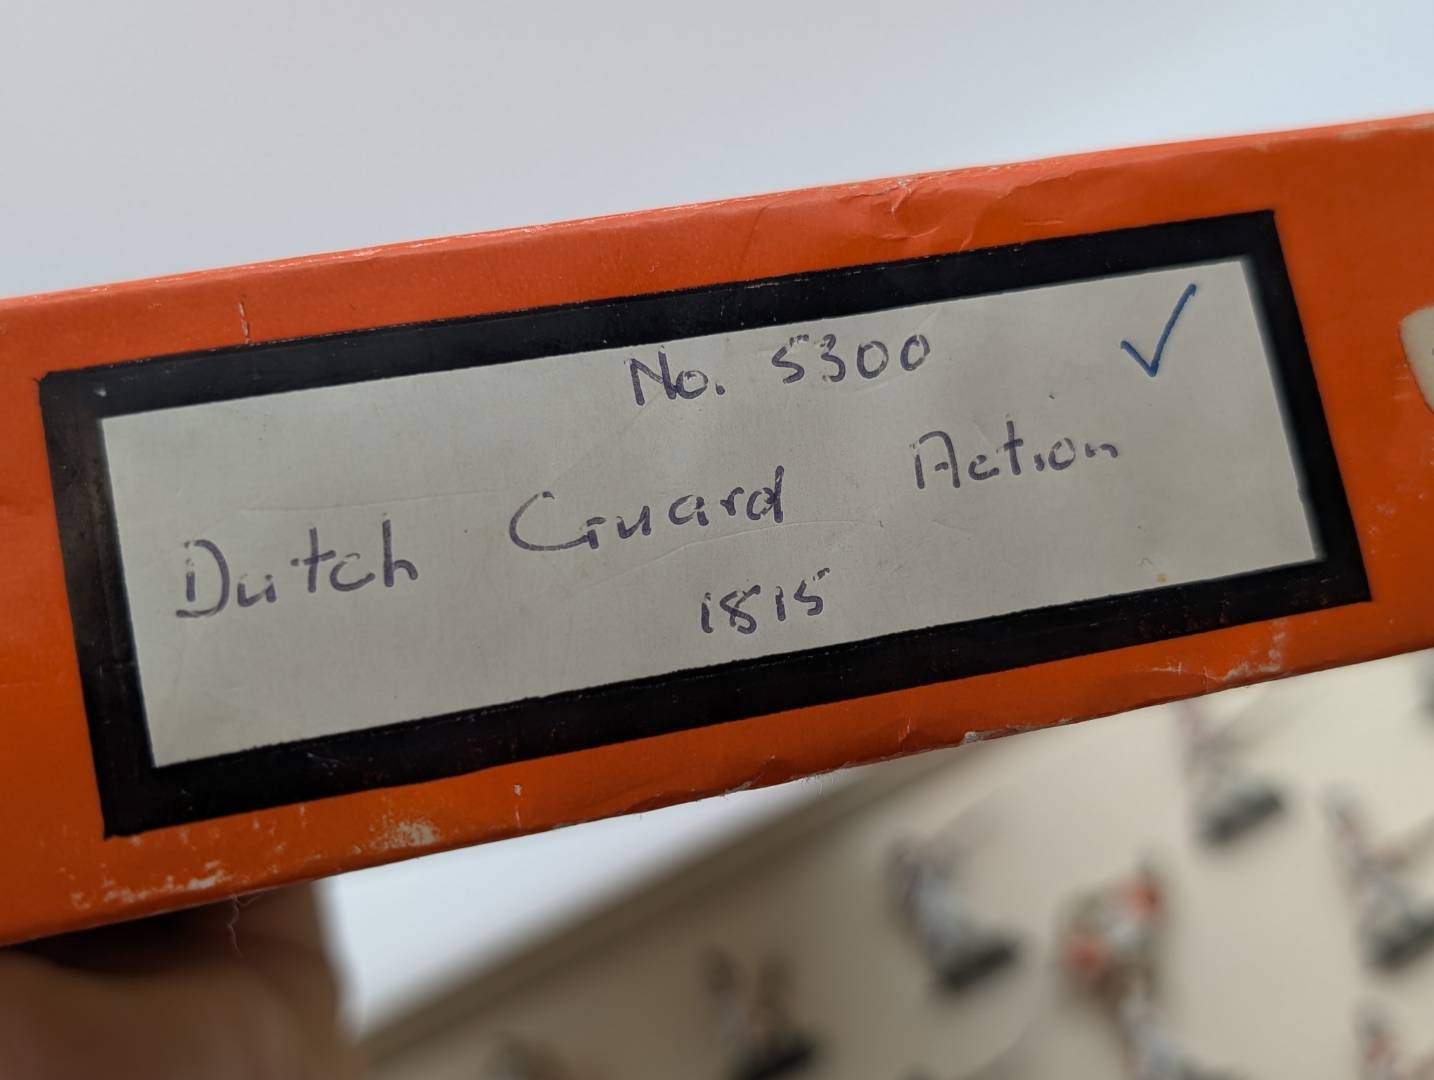 No. 5300 ✓
Dutch Guard Action
1815